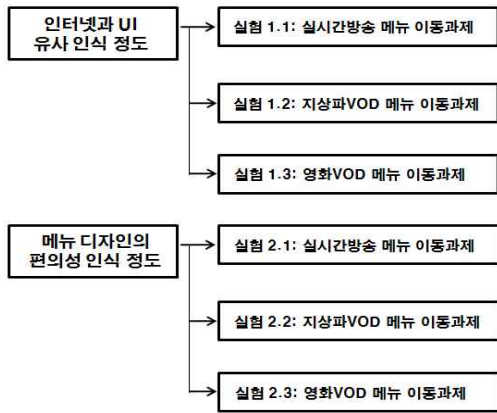 인터넷과 UI
유사 인식 정도
실험 1.1: 실시간방송 메뉴 이동과제
실험 1.2: 지상파VOD 메뉴 이동과제
실험 1.3: 영화VOD 메뉴 이동과제
메뉴 디자인의
편의성 인식 정도
실험 2.1: 실시간방송 메뉴 이동과제
실험 2.2: 지상파VOD 메뉴 이동과제
실험 2.3: 영화VOD 메뉴 이동과제